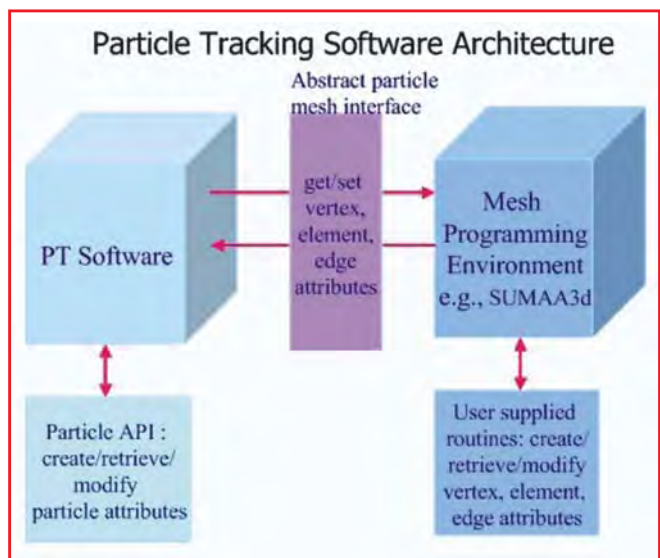 Particle Tracking Software Architecture
Abstract particle
mesh interface
PT Software
get/set
vertex,
element,
edge
attributes
Mesh
Programming
Environment
e.g., SUMAA3d
Particle API :
create/retrieve/
modify
particle attributes
User supplied
routines: create/
retrieve/modify
vertex, element,
edge attributes